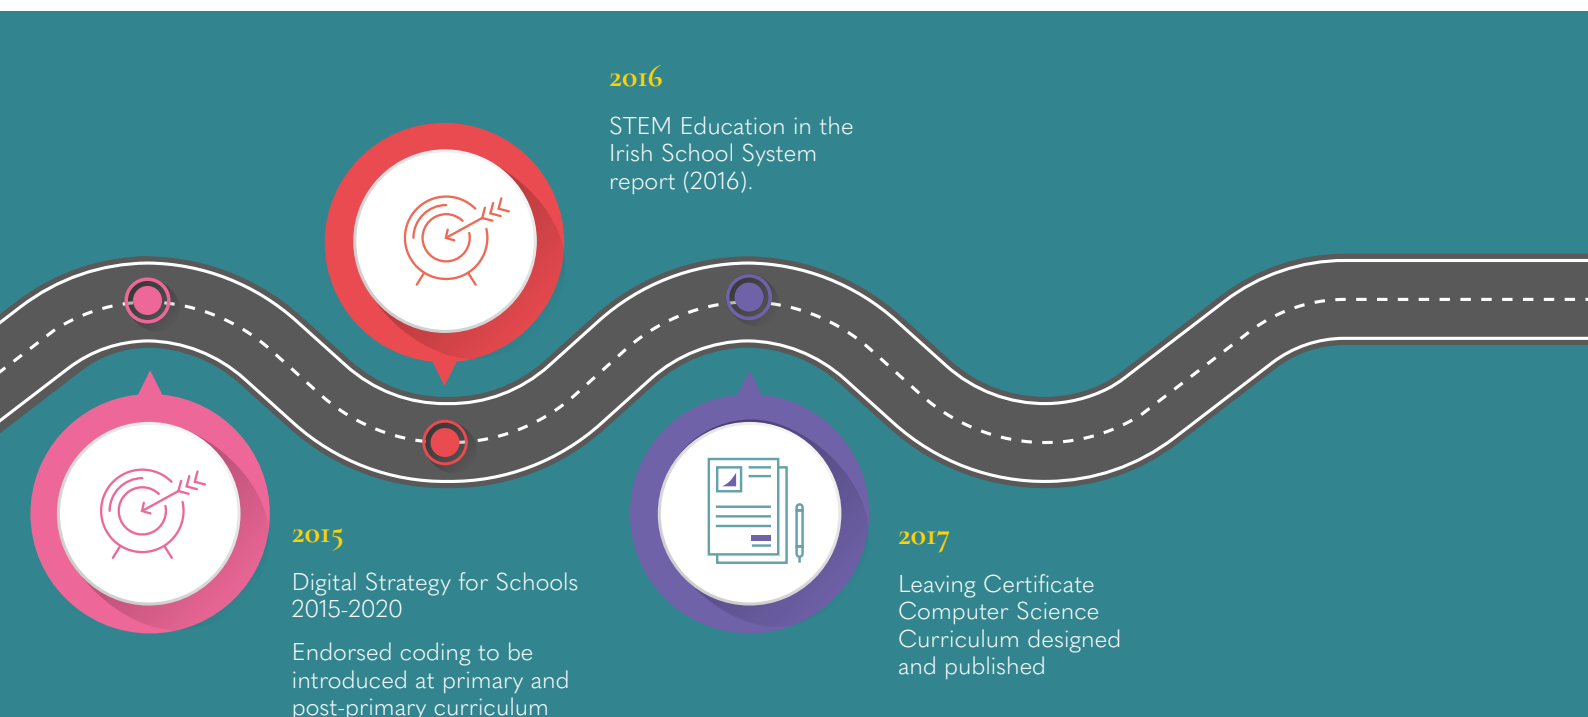 2016
STEM Education in the
Irish School System
report (2016).
2015
Digital Strategy for Schools
2015-2020
Endorsed coding to be
introduced at primary and
post-primary curriculum
2017
Leaving Certificate
Computer Science
Curriculum designed
and published